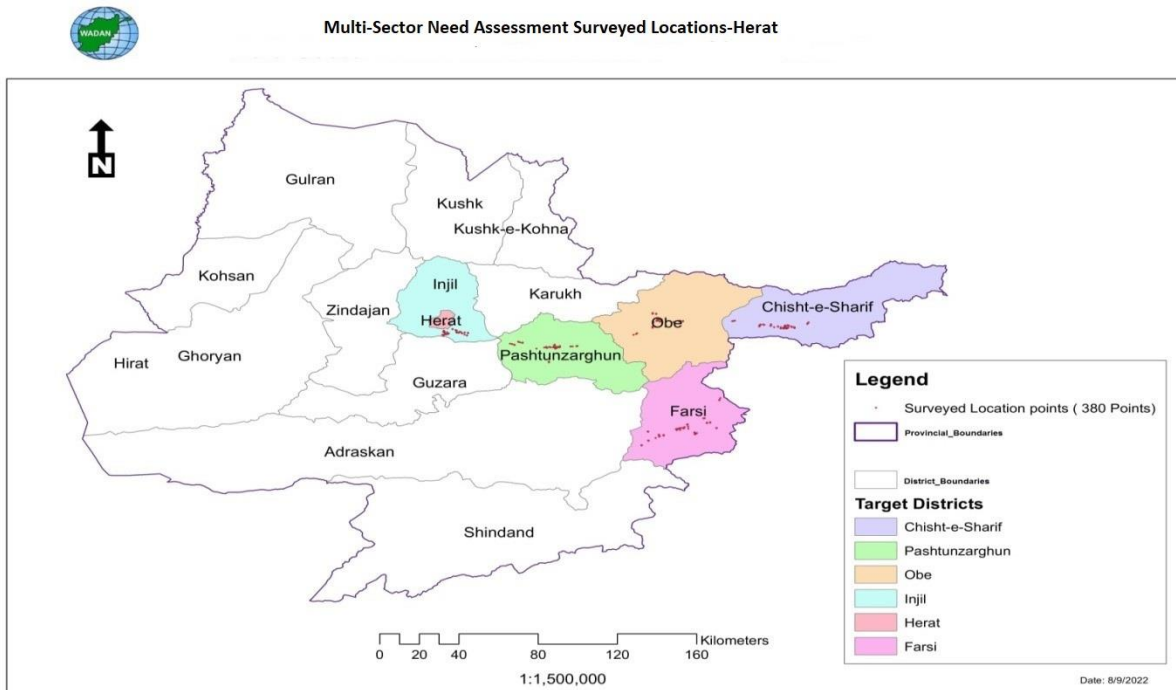 WADAN
Multi-Sector Need Assessment Surveyed Locations-Herat
N
Gulran
Kushk
Kushk-e-Kohna
Kohsan
Injil
Karukh
Zindajan
Chisht-e-Sharif
Herat
Obe
Hirat
Ghoryan
Pashtunzarghun
Guzara
Farsi
Adraskan
Shindand
Legend
Surveyed Location points ( 380 Points)
Provincial_Boundaries
District_Boundaries
Target Districts
Chisht-e-Sharif
Pashtunzarghun
Obe
Injil
Herat
Farsi
Kilometers
0 20 40 80 120 160
1:1,500,000
Date: 8/9/2022